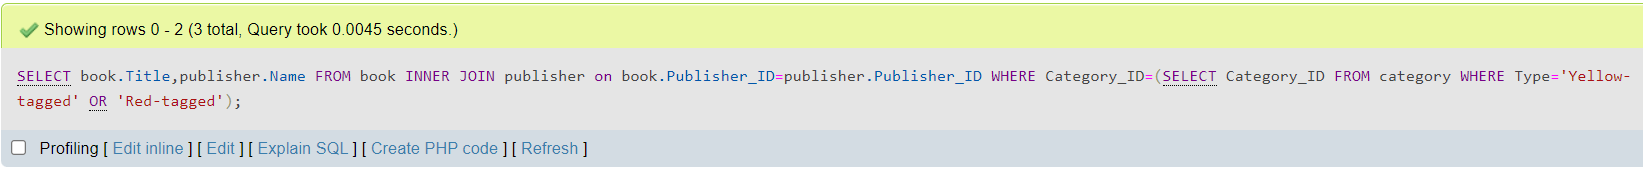 Showing rows 0 - 2 (3 total, Query took 0.0045 seconds.)
SELECT book.Title,publisher.Name FROM book INNER JOIN publisher on book.Publisher_ID=publisher.Publisher_ID WHERE Category_ID=(SELECT Category_ID FROM category WHERE Type='Yellow-
tagged' OR 'Red-tagged');
Profiling [ Edit inline ] [ Edit ] [ Explain SQL ] [ Create PHP code ] [ Refresh ]